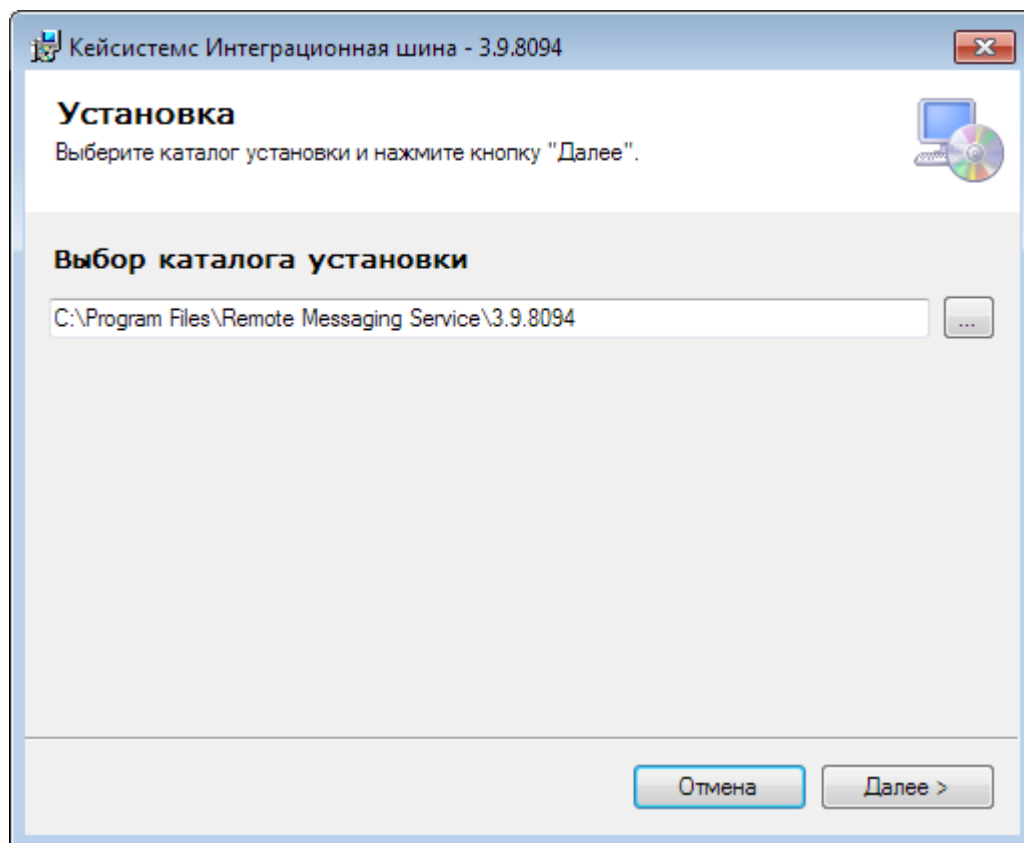 Кейсистемс Интеграционная шина - 3.9.8094
Установка
Выберите каталог установки и нажмите кнопку "Далее".
Выбор каталога установки
C:\Program Files\Remote Messaging Service\3.9.8094
...
Отмена
Далее >